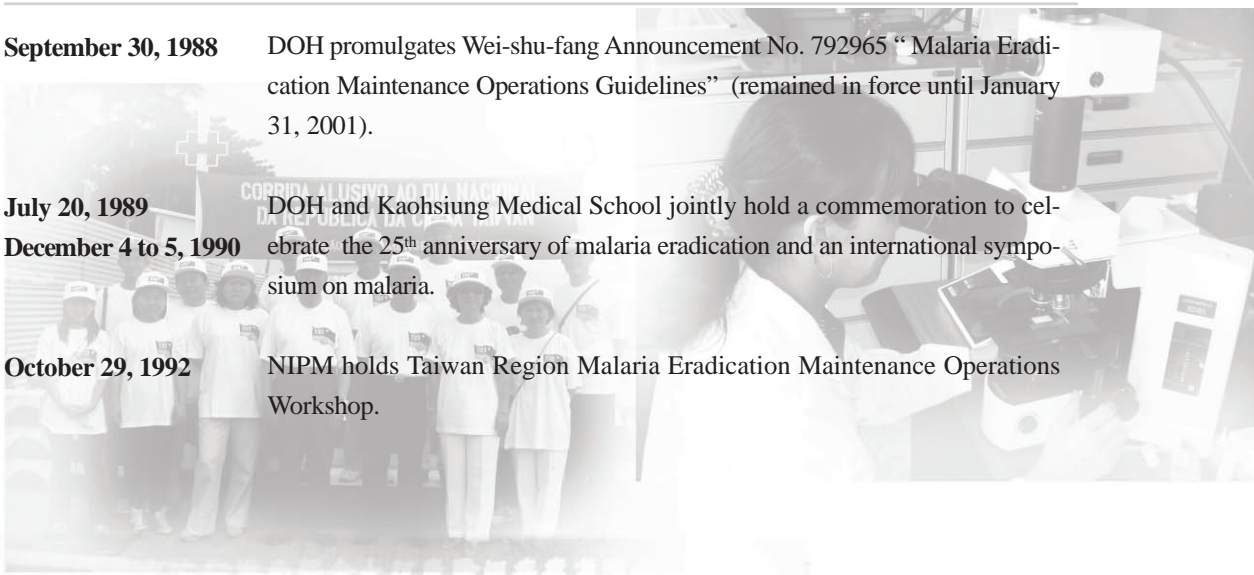 September 30, 1988 DOH promulgates Wei-shu-fang Announcement No. 792965 “ Malaria Eradi-
cation Maintenance Operations Guidelines” (remained in force until January
31, 2001).
CORRIDA ALUSIVO AO DIA NACIONAL
DA REPÚBLICA DA CHINA TAIWAN
July 20, 1989 DOH and Kaohsiung Medical School jointly hold a commemoration to cel-
December 4 to 5, 1990 ebrate the 25th anniversary of malaria eradication and an international sympo-
sium on malaria.
October 29, 1992 NIPM holds Taiwan Region Malaria Eradication Maintenance Operations
Workshop.